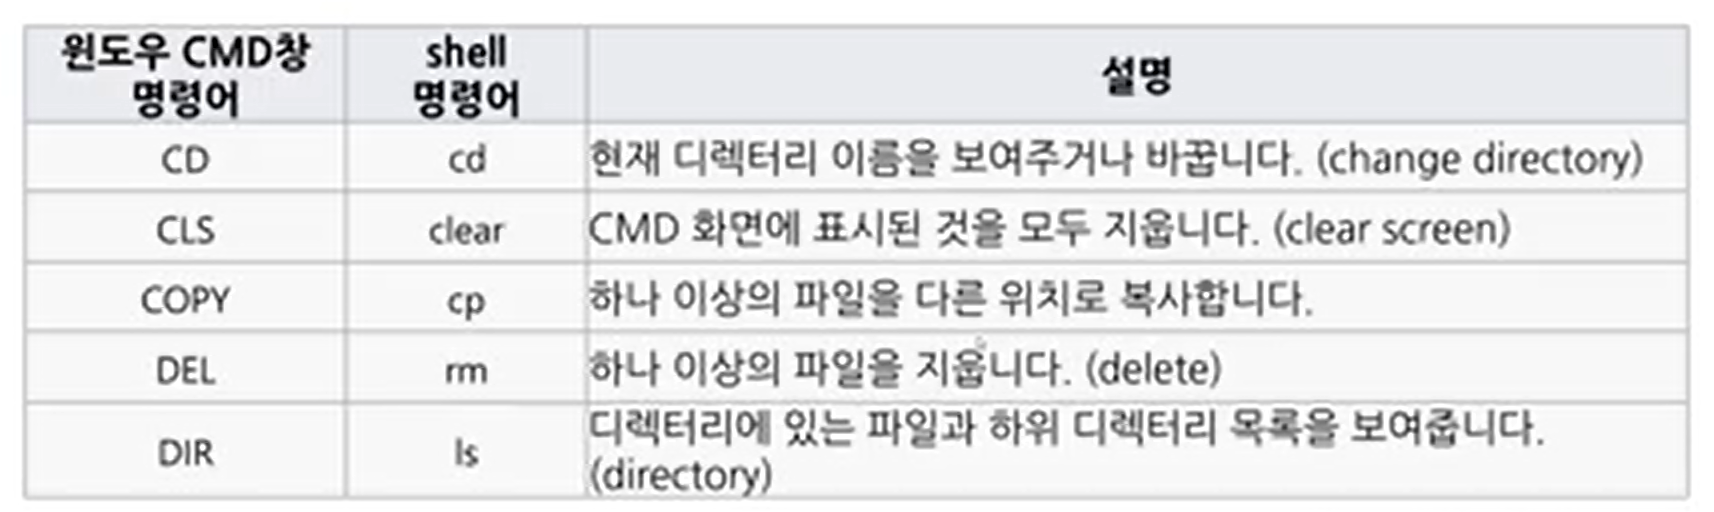 윈도우 CMD창 명령어 shell 명령어 설명
CD cd 현재 디렉터리 이름을 보여주거나 바꿉니다. (change directory)
CLS clear CMD 화면에 표시된 것을 모두 지웁니다. (clear screen)
COPY cp 하나 이상의 파일을 다른 위치로 복사합니다.
DEL rm 하나 이상의 파일을 지웁니다. (delete)
DIR ls 디렉터리에 있는 파일과 하위 디렉터리 목록을 보여줍니다.
(directory)